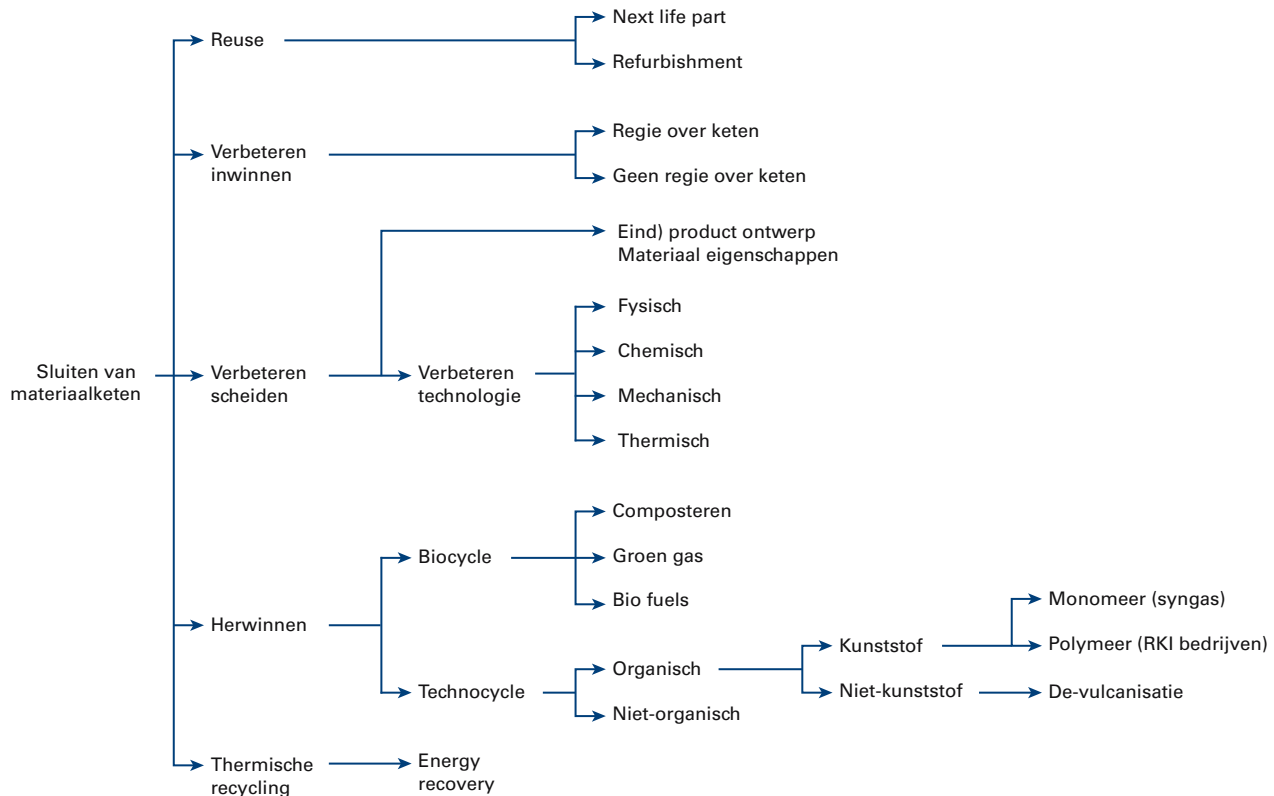 Next life part
Reuse
Refurbishment
Regie over keten
Verbeteren
inwinnen
Geen regie over keten
Eind) product ontwerp
Materiaal eigenschappen
Fysisch
Chemisch
Sluiten van
materiaalketen
Verbeteren
scheiden
Verbeteren
technologie
Mechanisch
Thermisch
Composteren
Biocycle
Groen gas
Bio fuels
Monomeer (syngas)
Herwinnen
Kunststof
Polymeer (RKI bedrijven)
Organisch
Technocycle
Niet-kunststof
De-vulcanisatie
Niet-organisch
Thermische
recycling
Energy
recovery